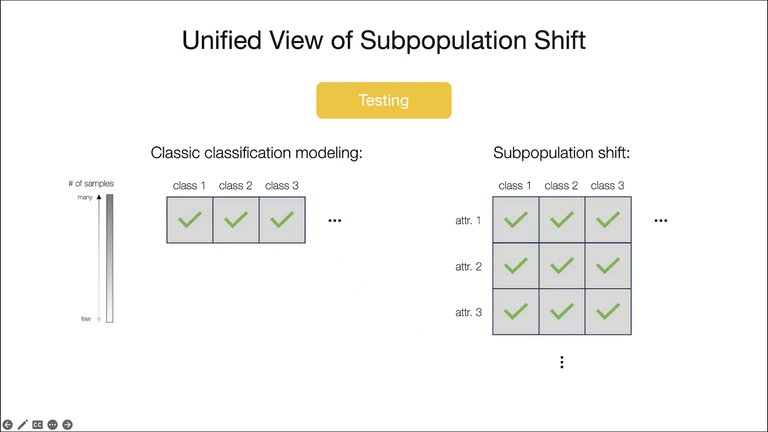 Unified View of Subpopulation Shift
Testing
Classic classification modeling:
# of samples
many
few
class 1 class 2 class 3
...
Subpopulation shift:
class 1 class 2 class 3
attr. 1
...
attr. 2
attr. 3
⋮
CC